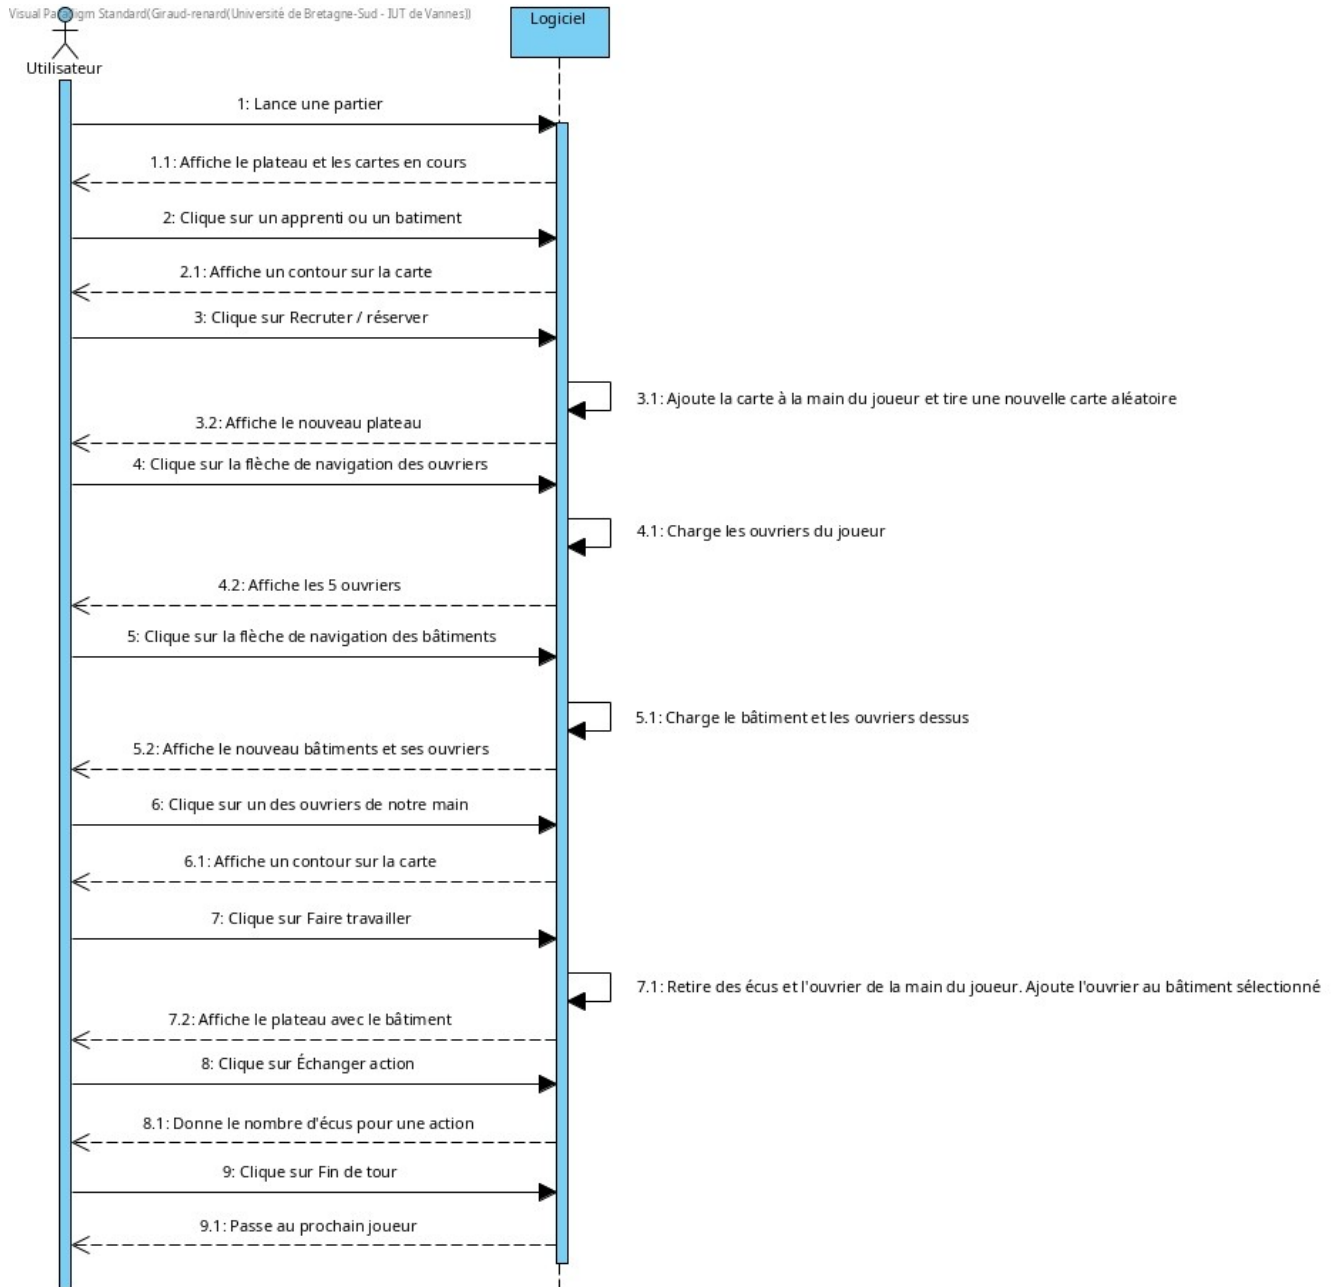 Visual Paradigm Standard(Giraud-renard(Université de Bretagne-Sud - IUT de Vannes))
Logiciel
Utilisateur
1: Lance une partier
1.1: Affiche le plateau et les cartes en cours
2: Clique sur un apprenti ou un batiment
2.1: Affiche un contour sur la carte
3: Clique sur Recruter / réserver
3.1: Ajoute la carte à la main du joueur et tire une nouvelle carte aléatoire
3.2: Affiche le nouveau plateau
4: Clique sur la flèche de navigation des ouvriers
4.1: Charge les ouvriers du joueur
4.2: Affiche les 5 ouvriers
5: Clique sur la flèche de navigation des bâtiments
5.1: Charge le bâtiment et les ouvriers dessus
5.2: Affiche le nouveau bâtiments et ses ouvriers
6: Clique sur un des ouvriers de notre main
6.1: Affiche un contour sur la carte
7: Clique sur Faire travailler
7.1: Retire des écus et l'ouvrier de la main du joueur. Ajoute l'ouvrier au bâtiment sélectionné
7.2: Affiche le plateau avec le bâtiment
8: Clique sur Échanger action
8.1: Donne le nombre d'écus pour une action
9: Clique sur Fin de tour
9.1: Passe au prochain joueur